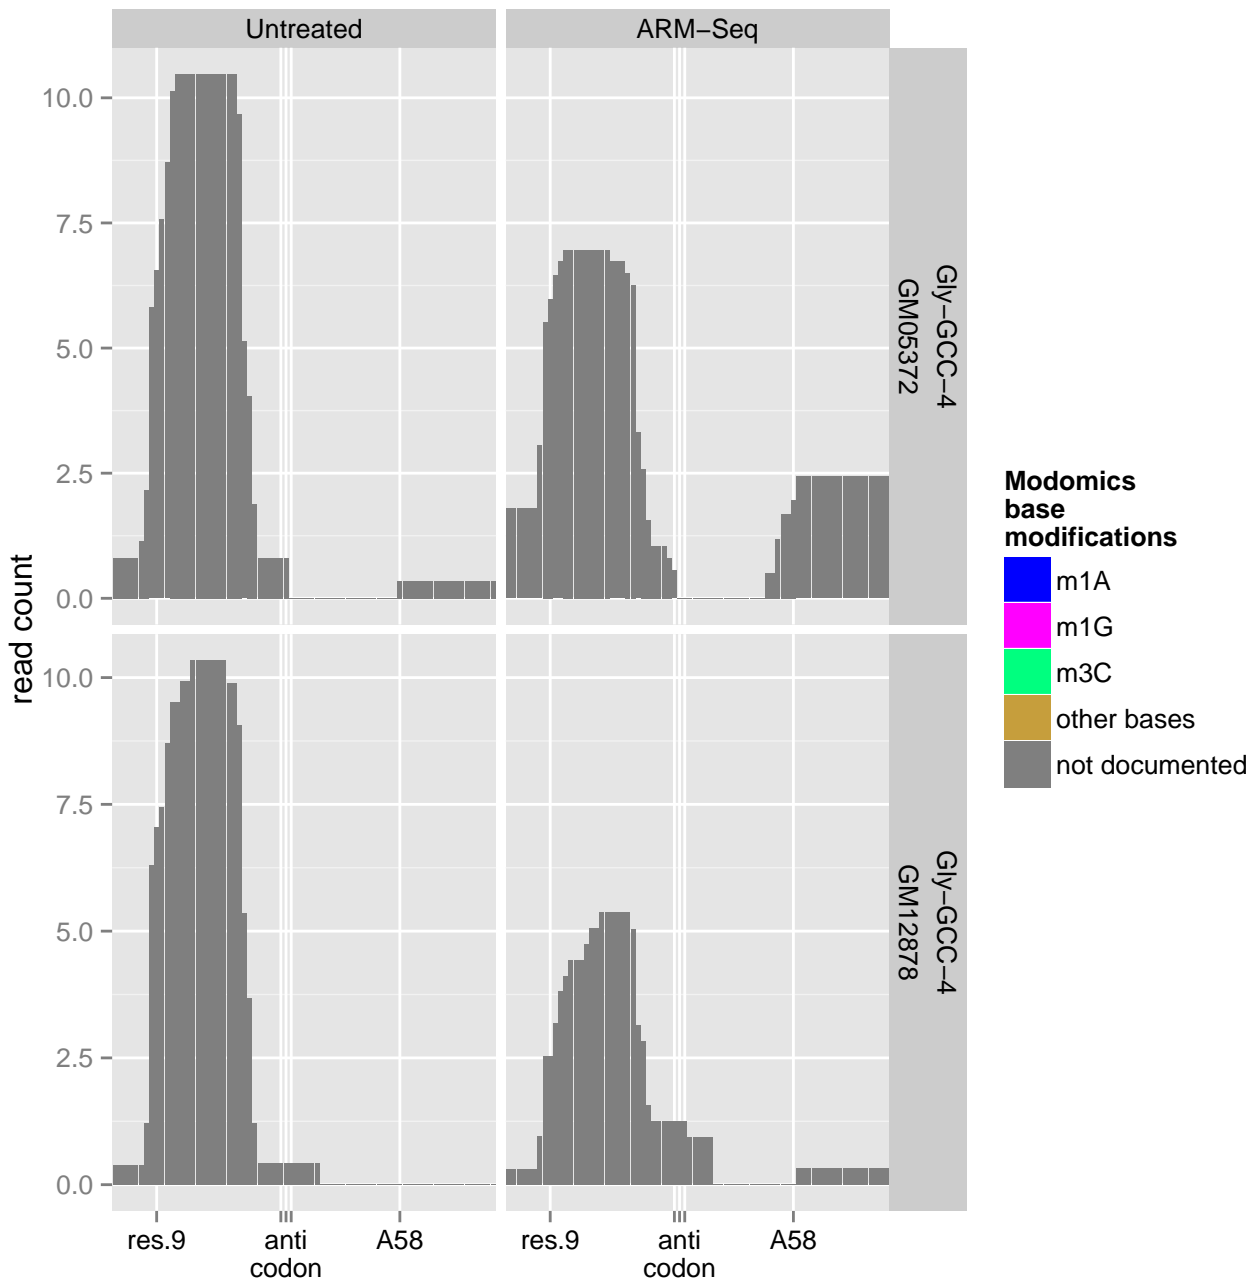 Untreated
ARM−Seq
10.0
7.5
5.0
2.5
0.0
Gly−GCC−4
GM05372
read count
10.0
7.5
5.0
2.5
0.0
Gly−GCC−4
GM12878
res.9
anti
codon
A58
res.9
anti
codon
A58
Modomics
base
modifications
m1A
m1G
m3C
other bases
not documented